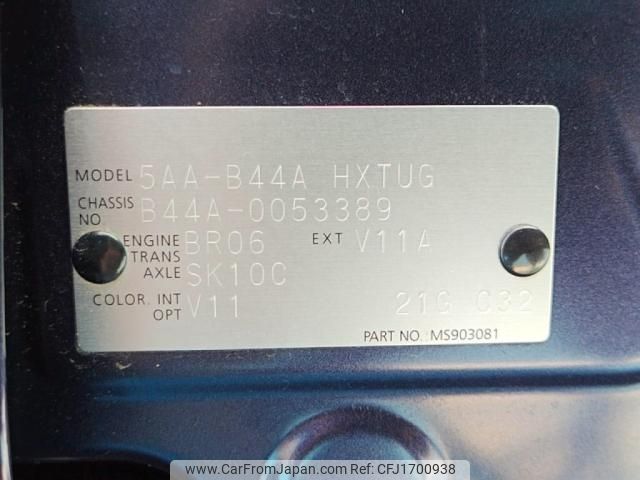 MODEL 5AA-B44A HXTUG
CHASSIS NO B44A-0053389
ENGINE BR06 EXT V11A
TRANS AXLE SK10C
COLOR. INT V11
OPT 21G C32
PART NO. MS903081
www.CarFromJapan.com | Ref No: CFJ1700938